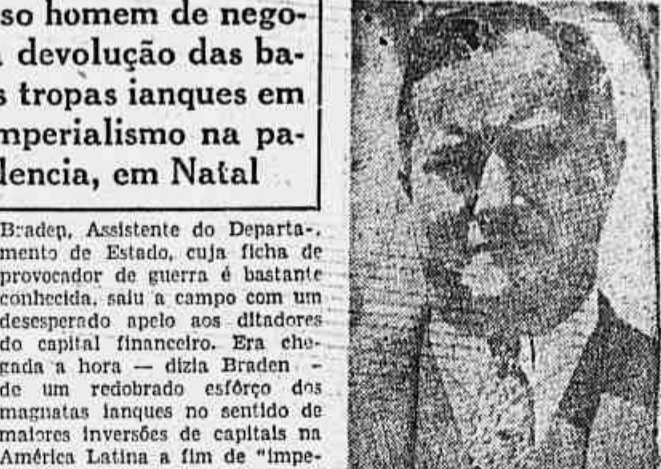 so homem de nego-
devolução das ba-
s tropas ianques em
mperialismo na pa-
lencia, em Natal
Braden, Assistente do Departa-
mento de Estado, cuja ficha de
provocador de guerra é bastante
conhecida, saiu a campo com um
desesperado apelo aos ditadores
do capital financeiro. Era che-
gada a hora — dizia Braden —
de um redobrado esfôrço dos
magnatas ianques no sentido de
maiores inversões de capitais na
América Latina a fim de "impe-